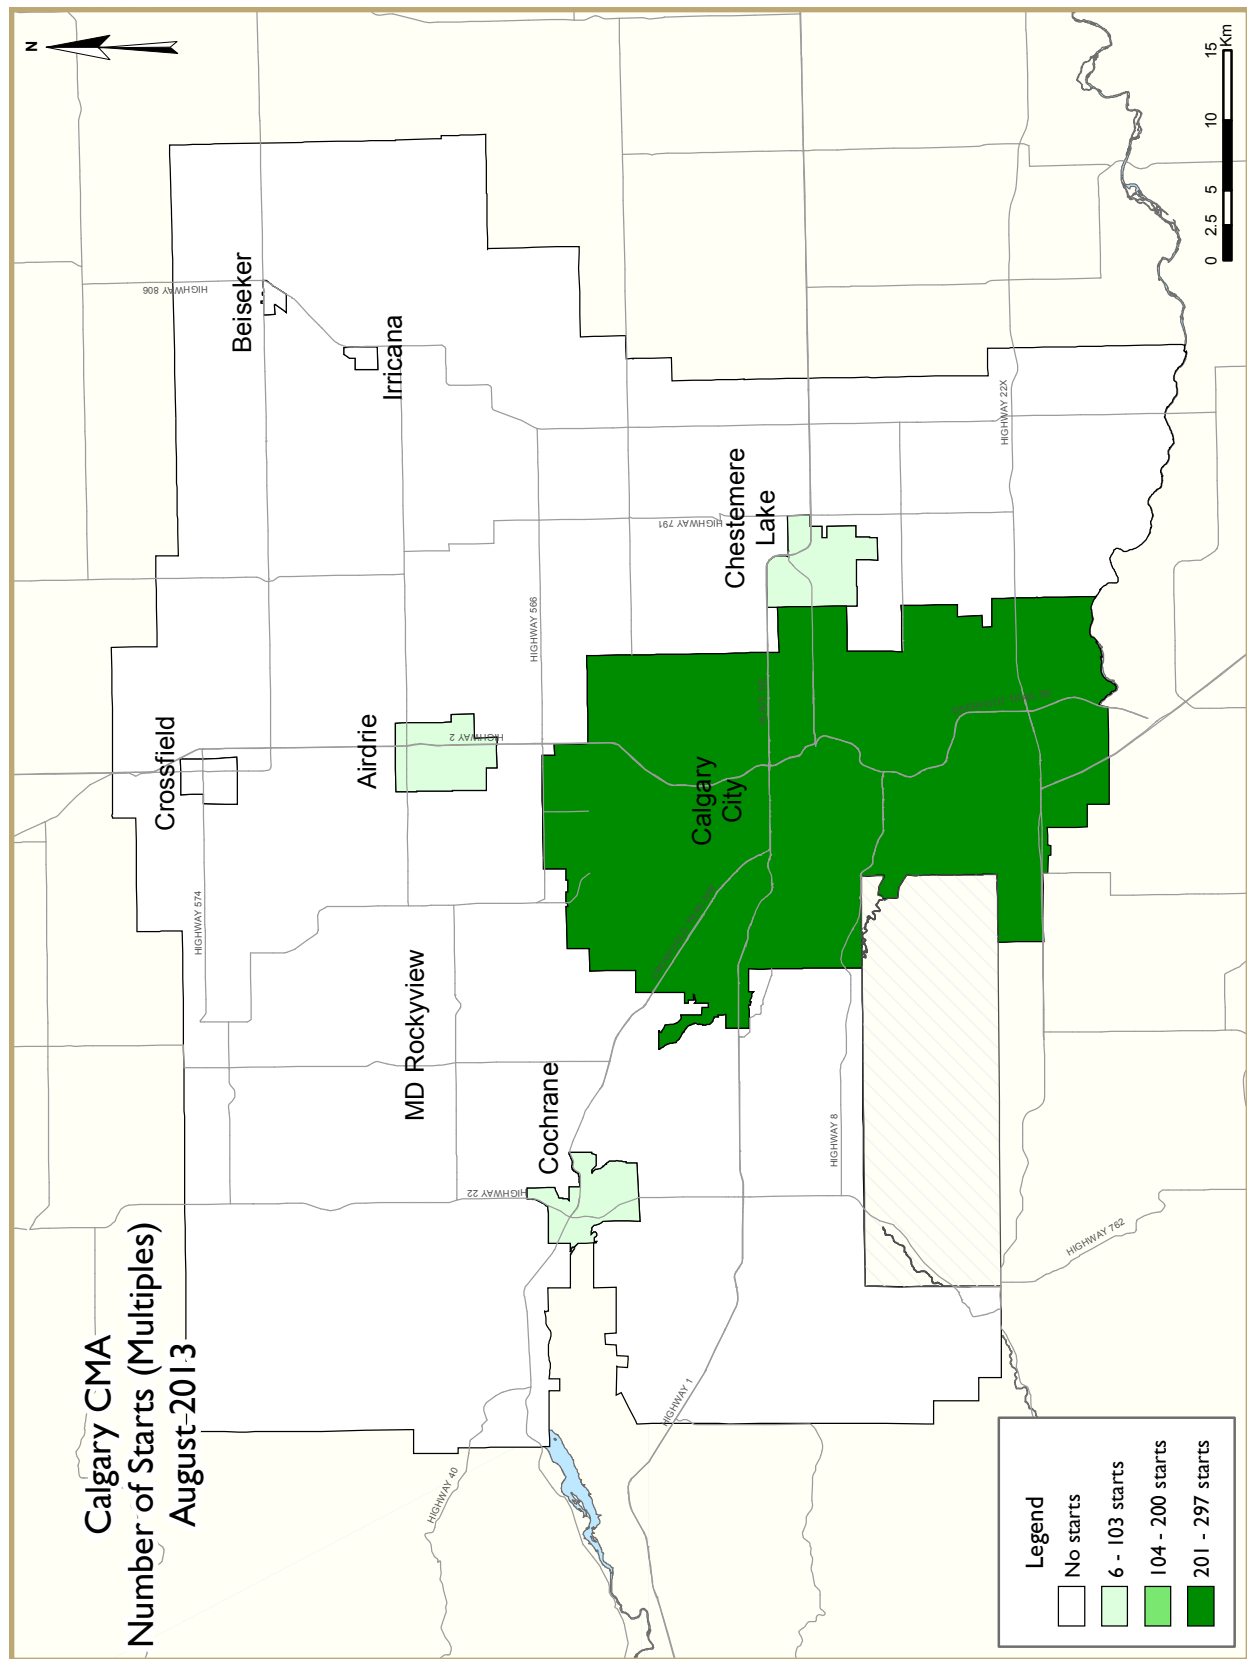 Calgary CMA
Number of Starts (Multiples)
August-2013
N
HIGHWAY 806
Beiseker
Irricana
Crossfield
HIGHWAY 574
Airdrie
HIGHWAY 2
HIGHWAY 566
HIGHWAY 791
Chestemere
Lake
HIGHWAY 22X
MD Rockyview
Calgary
City
Cochrane
HIGHWAY 22
HIGHWAY 8
HIGHWAY 762
HIGHWAY 1
HIGHWAY 40
Legend
No starts
6 - 103 starts
104 - 200 starts
201 - 297 starts
0 2.5 5 10 15
Km